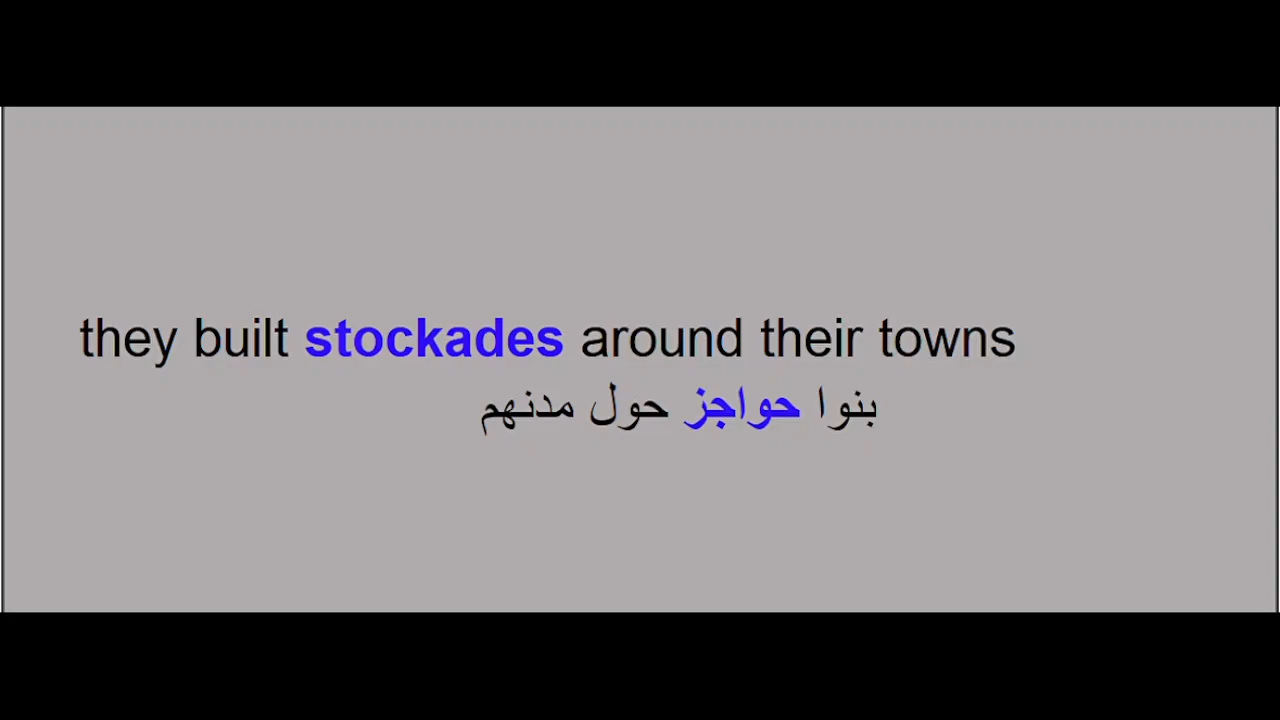 they built stockades around their towns
بنوا حواجز حول مدنهم